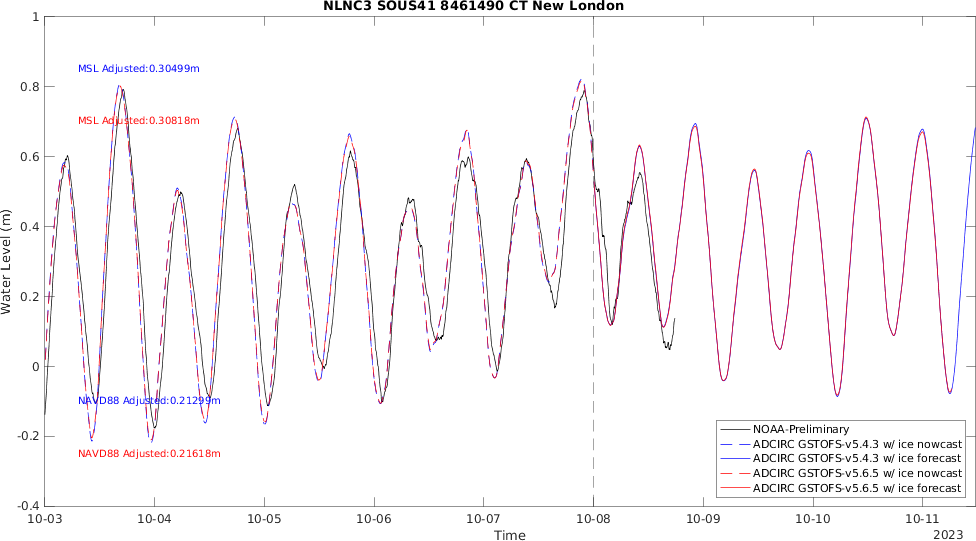 NLNC3 SOUS41 8461490 CT New London
1
0.8
0.6
0.4
0.2
0
-0.2
-0.4
Water Level (m)
MSL Adjusted:0.30499m
MSL Adjusted:0.30818m
NAVD88 Adjusted:0.21299m
NAVD88 Adjusted:0.21618m
NOAA-Preliminary
ADCIRC GSTOFS-v5.4.3 w/ ice nowcast
ADCIRC GSTOFS-v5.4.3 w/ ice forecast
ADCIRC GSTOFS-v5.6.5 w/ ice nowcast
ADCIRC GSTOFS-v5.6.5 w/ ice forecast
10-03 10-04 10-05 10-06 10-07 10-08 10-09 10-10 10-11
Time
2023